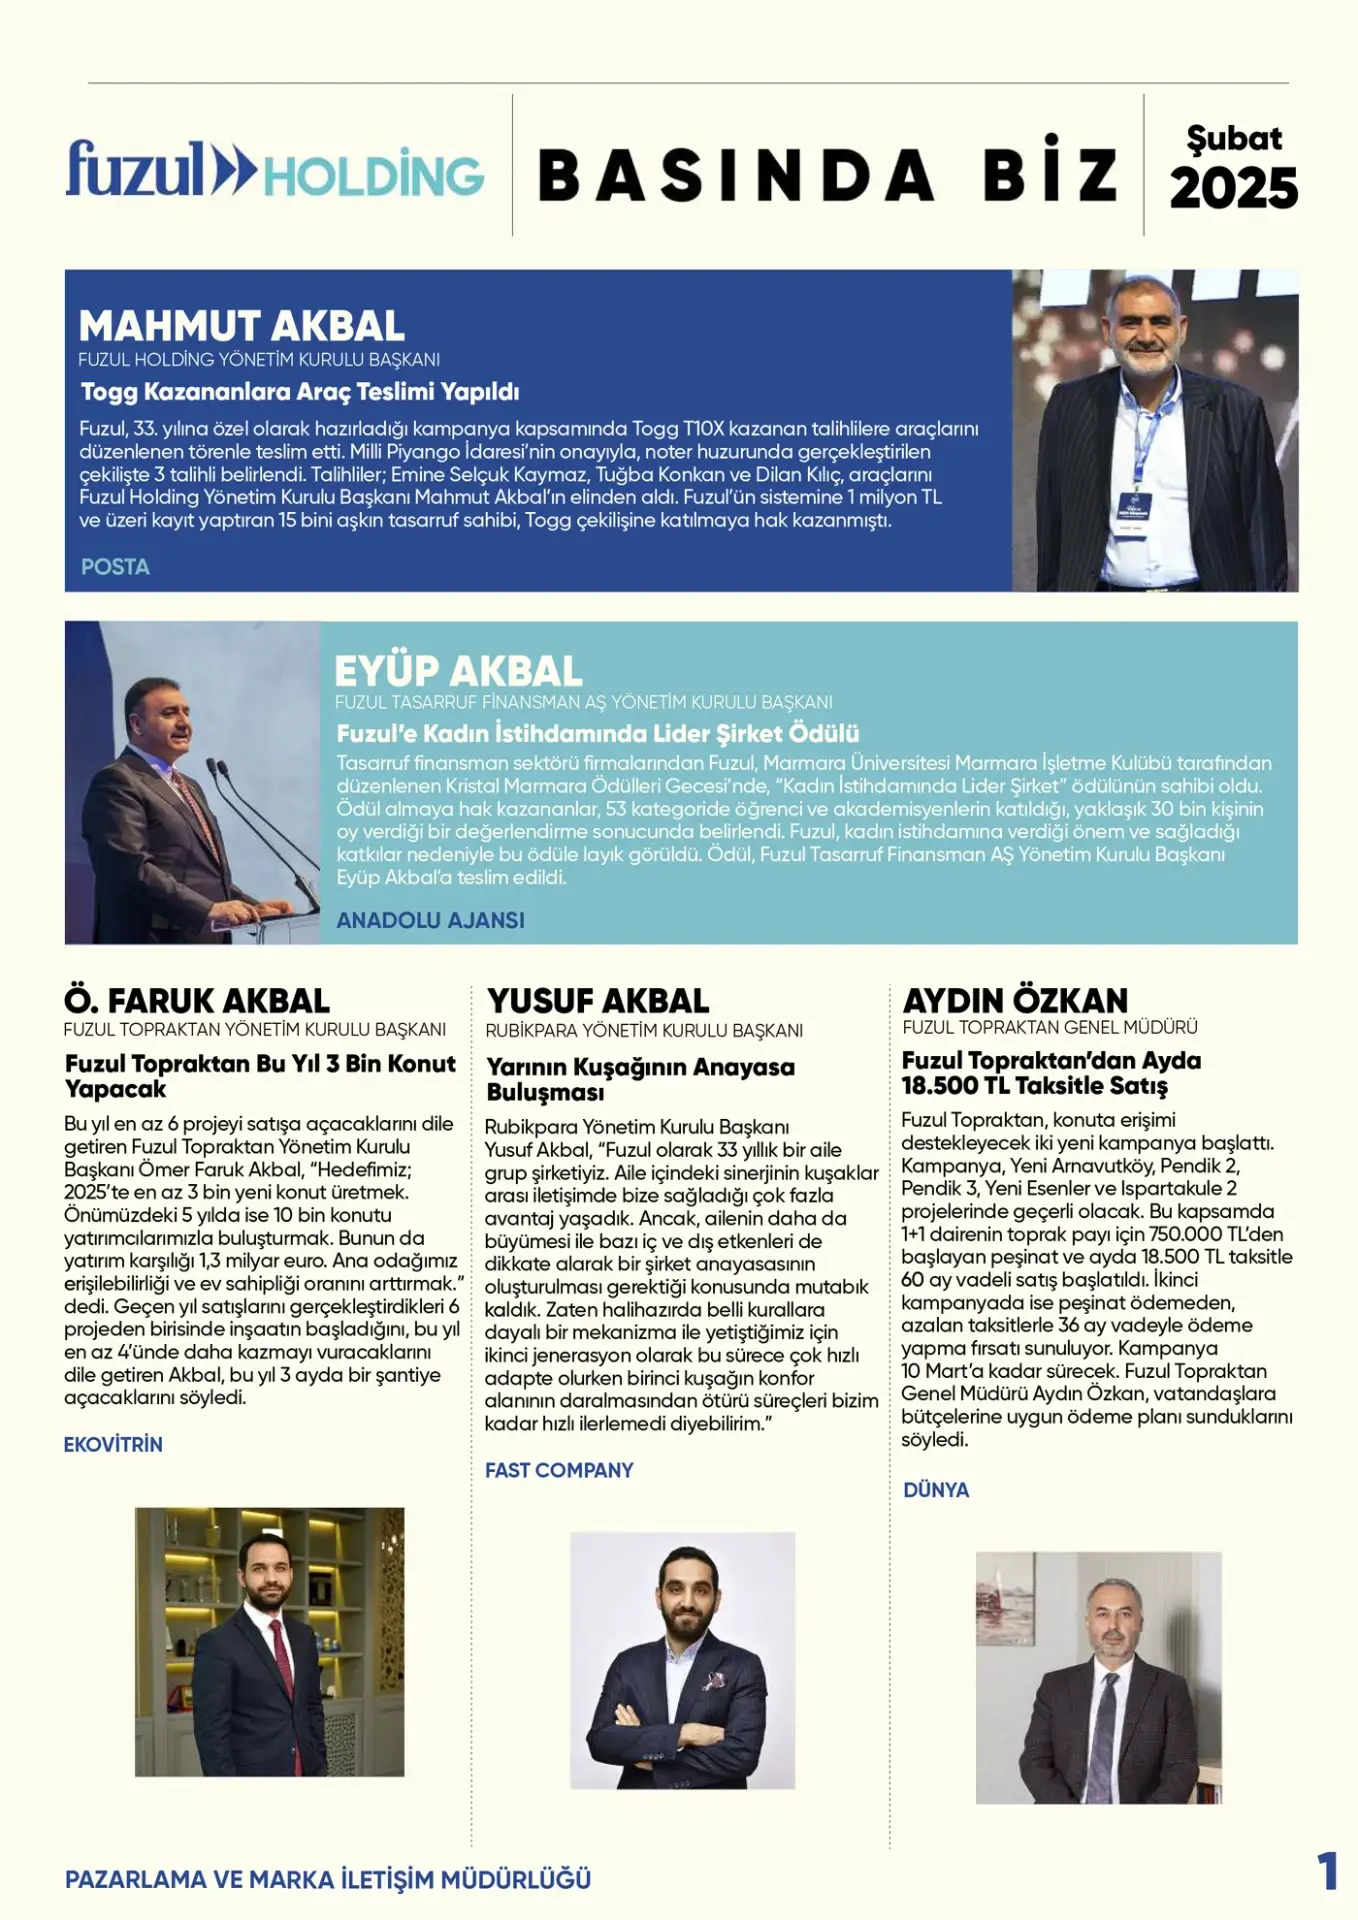 fuzul HOLDİNG
BASINDA BİZ
Şubat
2025
MAHMUT AKBAL
FUZUL HOLDİNG YÖNETİM KURULU BAŞKANI
Togg Kazananlara Araç Teslimi Yapıldı
Fuzul, 33. yılına özel olarak hazırladığı kampanya kapsamında Togg T10X kazanan talihlilere araçlarını
düzenlenen törenle teslim etti. Milli Piyango İdaresi’nin onayıyla, noter huzurunda gerçekleştirilen
çekilişte 3 talihli belirlendi. Talihliler; Emine Selçuk Kaymaz, Tuğba Konkan ve Dilan Kılıç, araçlarını
Fuzul Holding Yönetim Kurulu Başkanı Mahmut Akbal’ın elinden aldı. Fuzul’ün sistemine 1 milyon TL
ve üzeri kayıt yaptıran 15 bini aşkın tasarruf sahibi, Togg çekilişine katılmaya hak kazanmıştı.
POSTA
EYÜP AKBAL
FUZUL TASARRUF FİNANSMAN AŞ YÖNETİM KURULU BAŞKANI
Fuzul’e Kadın İstihdamında Lider Şirket Ödülü
Tasarruf finansman sektörü firmalarından Fuzul, Marmara Üniversitesi Marmara İşletme Kulübü tarafından
düzenlenen Kristal Marmara Ödülleri Gecesi’nde, “Kadın İstihdamında Lider Şirket” ödülünün sahibi oldu.
Ödül almaya hak kazananlar, 53 kategoride öğrenci ve akademisyenlerin katıldığı, yaklaşık 30 bin kişinin
oy verdiği bir değerlendirme sonucunda belirlendi. Fuzul, kadın istihdamına verdiği önem ve sağladığı
katkılar nedeniyle bu ödüle layık görüldü. Ödül, Fuzul Tasarruf Finansman AŞ Yönetim Kurulu Başkanı
Eyüp Akbal’a teslim edildi.
ANADOLU AJANSI
Ö. FARUK AKBAL
FUZUL TOPRAKTAN YÖNETİM KURULU BAŞKANI
Fuzul Topraktan Bu Yıl 3 Bin Konut
Yapacak
Bu yıl en az 6 projeyi satışa açacaklarını dile
getiren Fuzul Topraktan Yönetim Kurulu
Başkanı Ömer Faruk Akbal, “Hedefimiz;
2025’te en az 3 bin yeni konut üretmek.
Önümüzdeki 5 yılda ise 10 bin konutu
yatırımcılarımızla buluşturmak. Bunun da
yatırım karşılığı 1,3 milyar euro. Ana odağımız
erişilebilirliği ve ev sahipliği oranını arttırmak.”
dedi. Geçen yıl satışlarını gerçekleştirdikleri 6
projeden birisinde inşaatın başladığını, bu yıl
en az 4’ünde daha kazmayı vuracaklarını
dile getiren Akbal, bu yıl 3 ayda bir şantiye
açacaklarını söyledi.
EKOVİTRİN
YUSUF AKBAL
RUBİKPARA YÖNETİM KURULU BAŞKANI
Yarının Kuşağının Anayasa
Buluşması
Rubikpara Yönetim Kurulu Başkanı
Yusuf Akbal, “Fuzul olarak 33 yıllık bir aile
grup şirketiyiz. Aile içindeki sinerjinin kuşaklar
arası iletişimde bize sağladığı çok fazla
avantaj yaşadık. Ancak, ailenin daha da
büyümesi ile bazı iç ve dış etkenleri de
dikkate alarak bir şirket anayasasının
oluşturulması gerektiği konusunda mutabık
kaldık. Zaten halihazırda belli kurallara
dayalı bir mekanizma ile yetiştiğimiz için
ikinci jenerasyon olarak bu sürece çok hızlı
adapte olurken birinci kuşağın konfor
alanının daralmasından ötürü süreçleri bizim
kadar hızlı ilerlemedi diyebilirim.”
FAST COMPANY
AYDIN ÖZKAN
FUZUL TOPRAKTAN GENEL MÜDÜRÜ
Fuzul Topraktan’dan Ayda
18.500 TL Taksitle Satış
Fuzul Topraktan, konuta erişimi
destekleyecek iki yeni kampanya başlattı.
Kampanya, Yeni Arnavutköy, Pendik 2,
Pendik 3, Yeni Esenler ve Ispartakule 2
projelerinde geçerli olacak. Bu kapsamda
1+1 dairenin toprak payı için 750.000 TL’den
başlayan peşinat ve ayda 18.500 TL taksitle
60 ay vadeli satış başlatıldı. İkinci
kampanyada ise peşinat ödemeden,
azalan taksitlerle 36 ay vadeyle ödeme
yapma fırsatı sunuluyor. Kampanya
10 Mart’a kadar sürecek. Fuzul Topraktan
Genel Müdürü Aydın Özkan, vatandaşlara
bütçelerine uygun ödeme planı sunduklarını
söyledi.
DÜNYA
PAZARLAMA VE MARKA İLETİŞİM MÜDÜRLÜĞÜ
1